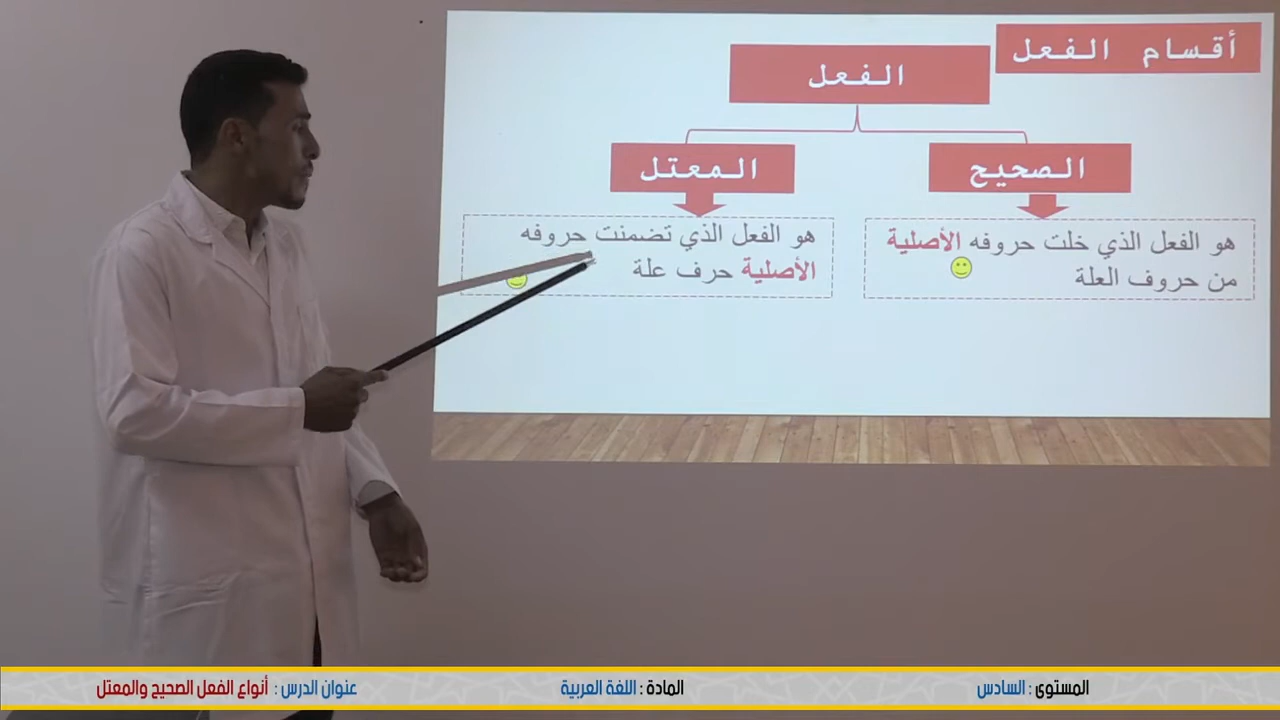 أقسام الفعل
الفعل
الصحيح
المعتل
هو الفعل الذي خلت حروفه الأصلية
من حروف العلة
هو الفعل الذي تضمنت حروفه
الأصلية حرف علة
المستوى : السادس
المادة : اللغة العربية
عنوان الدرس : أنواع الفعل الصحيح والمعتل